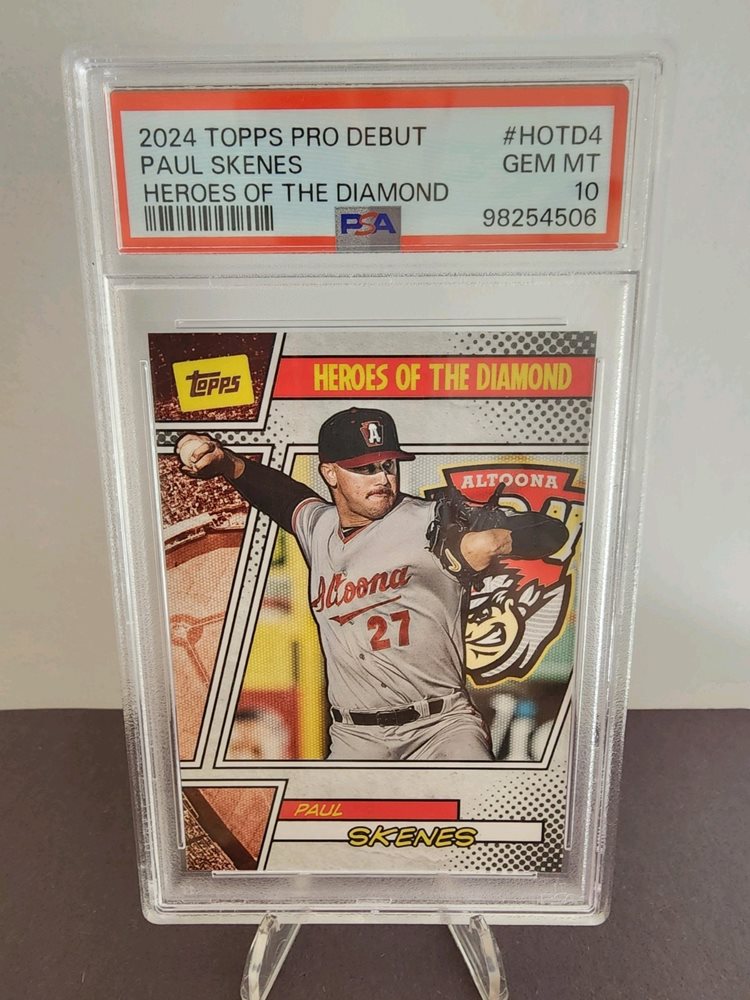 2024 TOPPS PRO DEBUT #HOTD4
PAUL SKENES GEM MT
HEROES OF THE DIAMOND 10
PSA 98254506
topps
HEROES OF THE DIAMOND
A
ALTOONA
Altoona
27
PAUL
SKENES